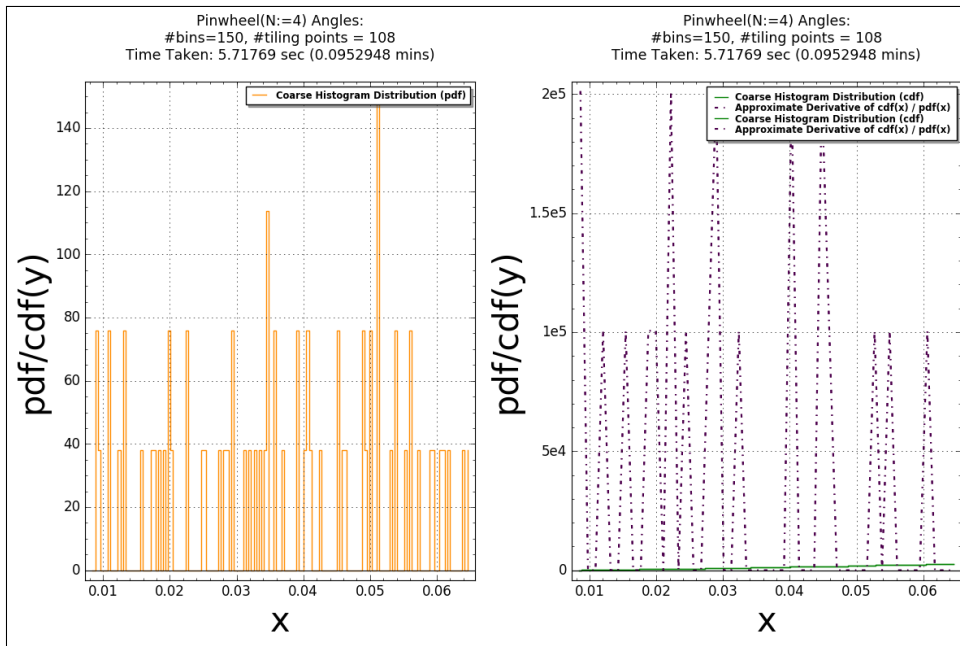 Pinwheel(N:=4) Angles:
#bins=150, #tiling points = 108
Time Taken: 5.71769 sec (0.0952948 mins)
Coarse Histogram Distribution (pdf)
140
120
100
80
60
40
20
0
pdf/cdf(y)
0.01 0.02 0.03 0.04 0.05 0.06
x
Pinwheel(N:=4) Angles:
#bins=150, #tiling points = 108
Time Taken: 5.71769 sec (0.0952948 mins)
Coarse Histogram Distribution (cdf)
Approximate Derivative of cdf(x) / pdf(x)
Coarse Histogram Distribution (cdf)
Approximate Derivative of cdf(x) / pdf(x)
2e5
1.5e5
1e5
5e4
0
pdf/cdf(y)
0.01 0.02 0.03 0.04 0.05 0.06
x